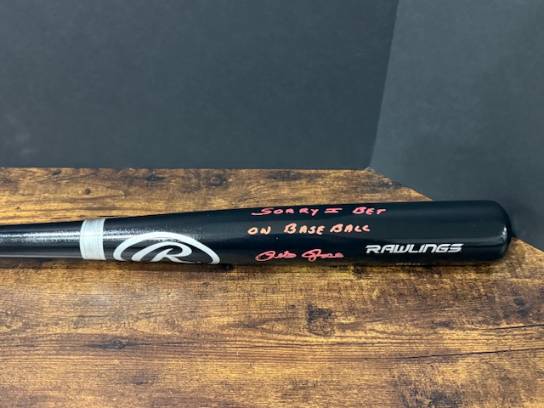 SORRY I BET
ON BASEBALL
Pete Rose
RAWLINGS
R